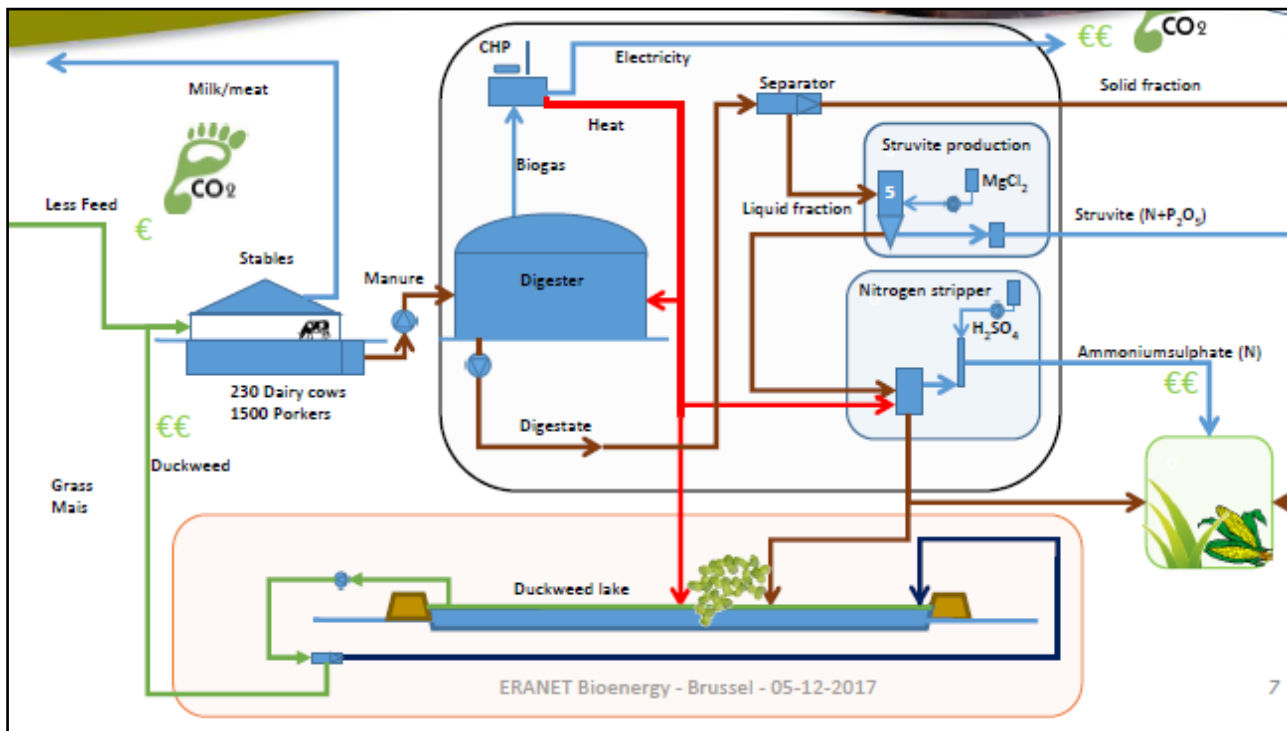 CO2
€€
CO2
CHP
Electricity
Milk/meat
Separator
Solid fraction
Heat
Struvite production
Biogas
MgCl2
5
Less Feed
€
Liquid fraction
Struvite (N+P2O5)
Stables
Manure
Digester
Nitrogen stripper
H2SO4
Ammoniumsulphate (N)
€€
230 Dairy cows
1500 Porkers
€€
Digestate
Duckweed
Grass
Mais
Duckweed lake
ERANET Bioenergy - Brussel - 05-12-2017
7